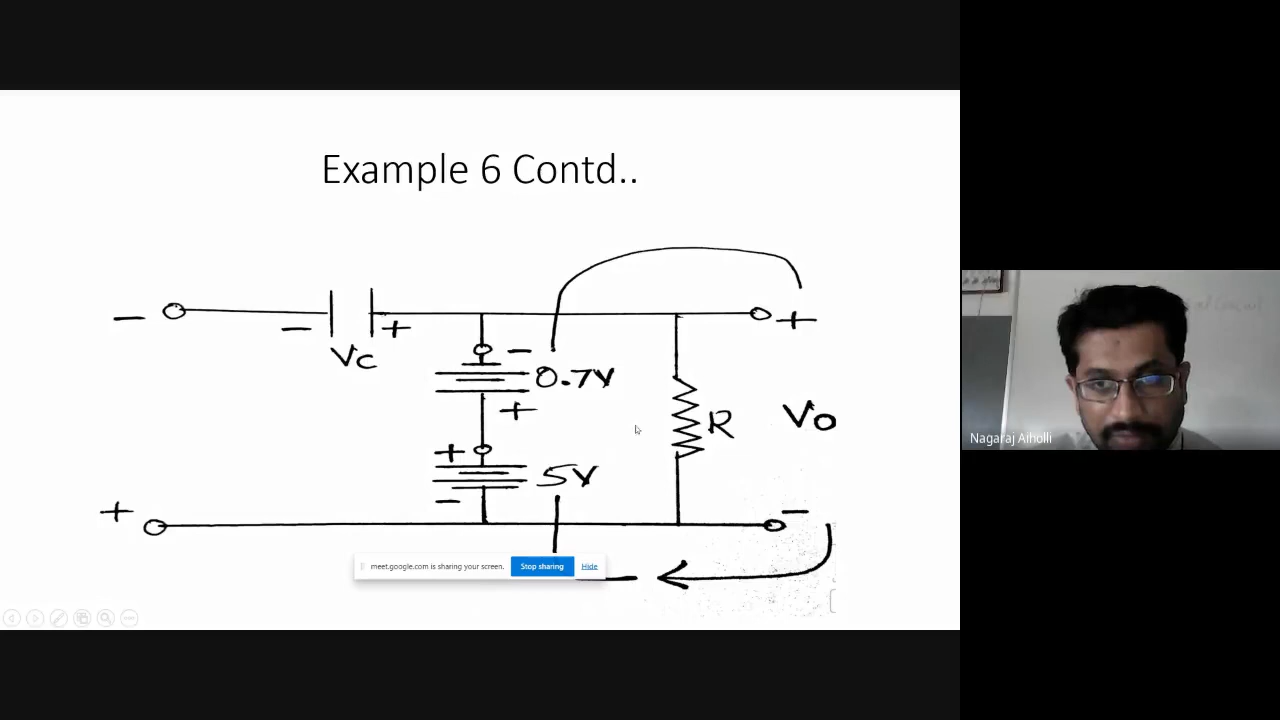 Example 6 Contd..
− + 
− +
VC
− 0.7V
+
+ 5V
−
R
VO
+ −
meet.google.com is sharing your screen. Stop sharing Hide
Nagaraj Aiholli